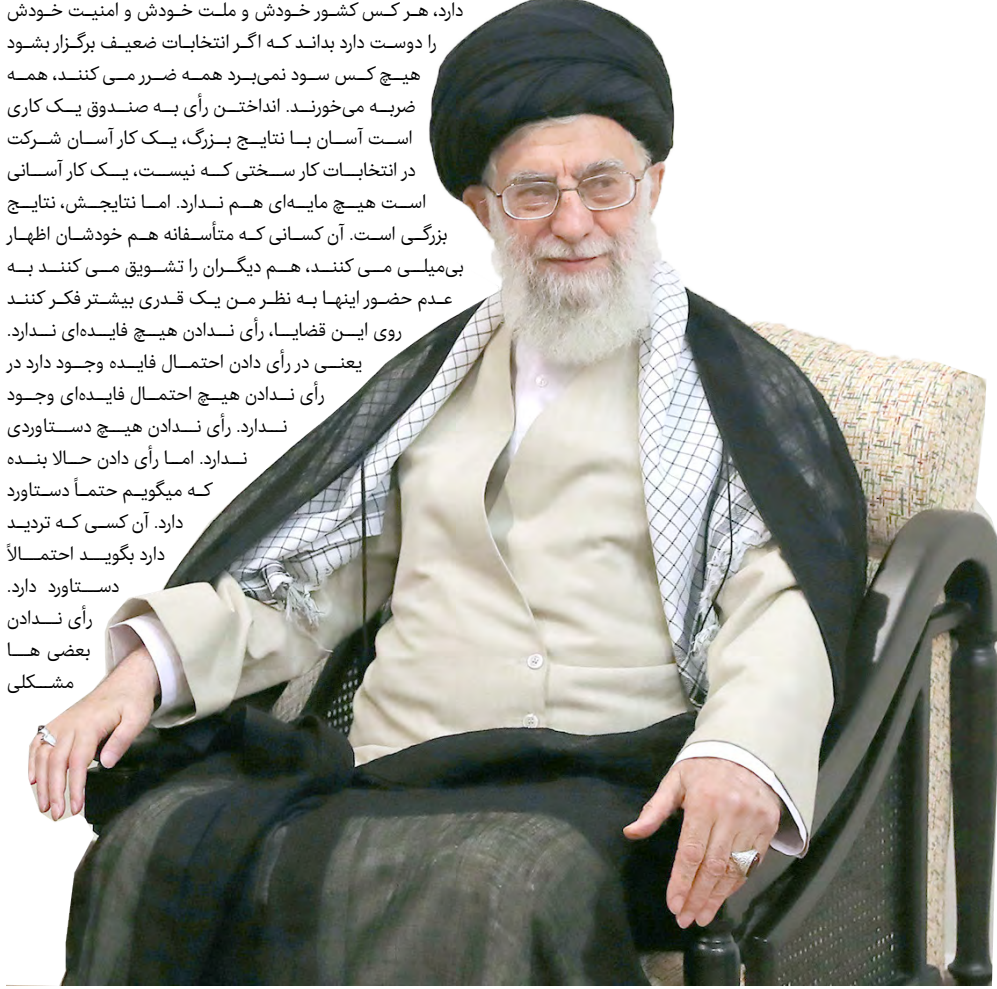 دارد، هر کس کشور خودش و ملت خودش و امنیت خودش
را دوست دارد بداند که اگر انتخابات ضعیف برگزار بشود
هیچ کس سود نمی‌برد همه ضرر می کنند، همه
ضربه می‌خورند. انداختن رأی به صندوق یک کاری
است آسان با نتایج بزرگ، یک کار آسان شرکت
در انتخابات کار سختی که نیست، یک کار آسانی
است هیچ مایه‌ای هم ندارد. اما نتایجش، نتایج
بزرگی است. آن کسانی که متأسفانه هم خودشان اظهار
بی‌میلی می کنند، هم دیگران را تشویق می کنند به
عدم حضور اینها به نظر من یک قدری بیشتر فکر کنند
روی این قضایا، رأی ندادن هیچ فایده‌ای ندارد.
یعنی در رأی دادن احتمال فایده وجود دارد در
رأی ندادن هیچ احتمال فایده‌ای وجود
ندارد. رأی ندادن هیچ دستاوردی
ندارد. اما رأی دادن حالا بنده
که میگویم حتماً دستاورد
دارد. آن کسی که تردید
دارد بگوید احتمالاً
دستاورد دارد.
رأی ندادن
بعضی ها
مشکلی